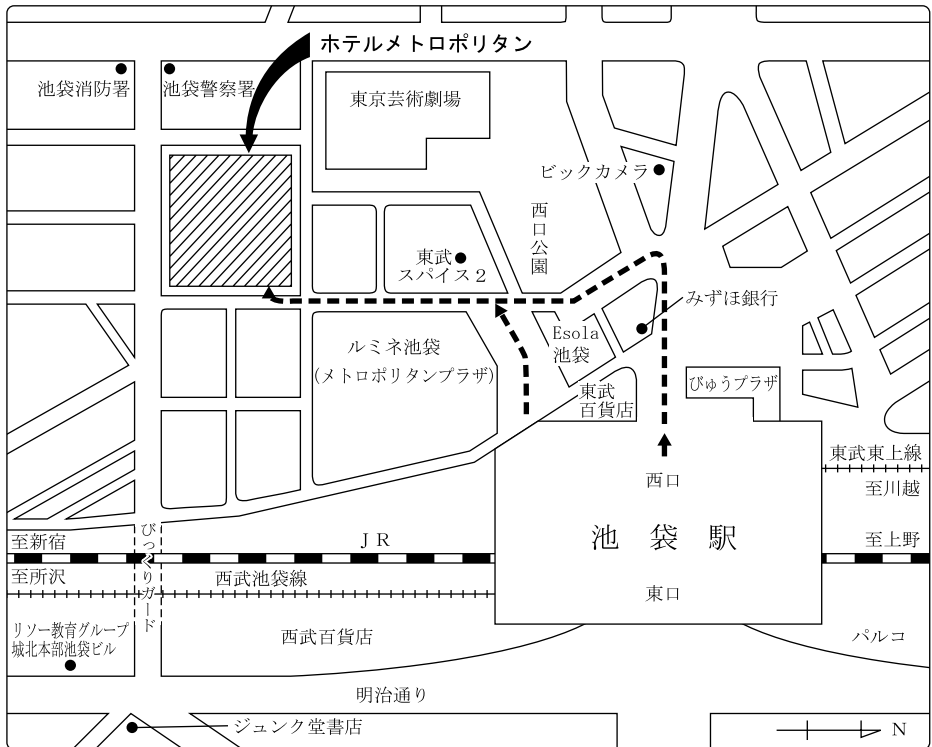 ホテルメトロポリタン
池袋消防署
池袋警察署
東京芸術劇場
ビックカメラ
西口公園
東武
スパイス２
みずほ銀行
Esola
池袋
ルミネ池袋
(メトロポリタンプラザ)
びゅうプラザ
東武
百貨店
東武東上線
西口
至川越
池袋駅
至新宿
JR
至上野
びっくりガード
至所沢
西武池袋線
東口
リソー教育グループ
城北本部池袋ビル
西武百貨店
パルコ
明治通り
ジュンク堂書店
N